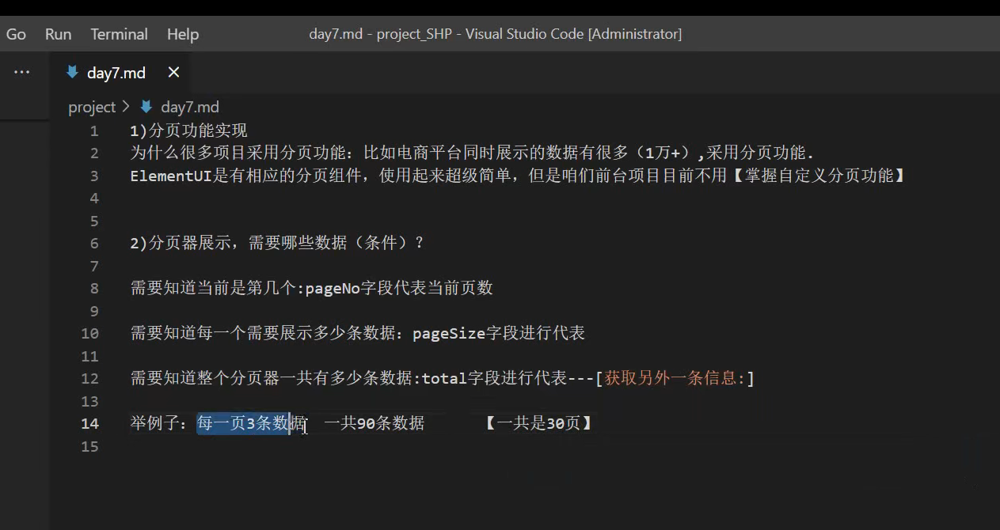 Go Run Terminal Help day7.md - project_SHP - Visual Studio Code [Administrator]
··· day7.md ×
project > day7.md
1 1)分页功能实现
2 为什么很多项目采用分页功能：比如电商平台同时展示的数据有很多（1万+）,采用分页功能.
3 ElementUI是有相应的分页组件，使用起来超级简单，但是咱们前台项目目前不用【掌握自定义分页功能】
4
5
6 2)分页器展示，需要哪些数据（条件）？
7
8 需要知道当前是第几个:pageNo字段代表当前页数
9
10 需要知道每一个需要展示多少条数据：pageSize字段进行代表
11
12 需要知道整个分页器一共有多少条数据:total字段进行代表---[获取另外一条信息:]
13
14 举例子：每一页3条数据 一共90条数据 【一共是30页】
15